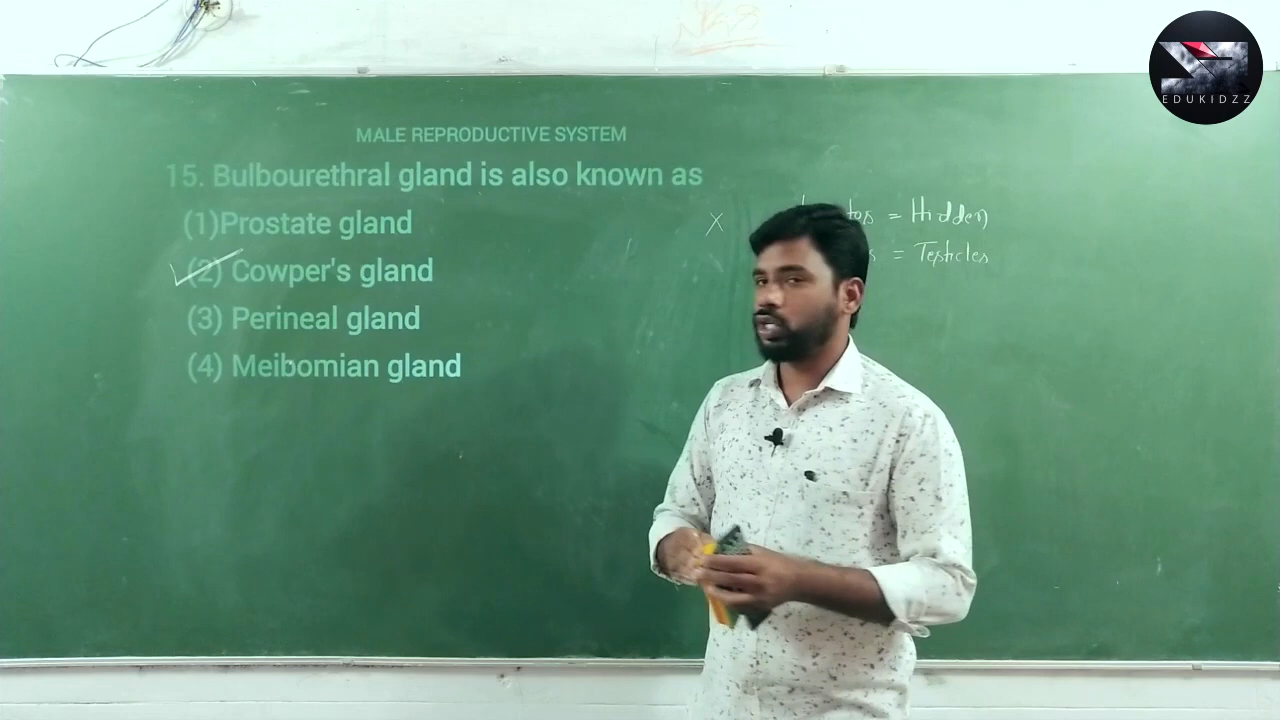 EDUKIDZZ
MALE REPRODUCTIVE SYSTEM
15. Bulbourethral gland is also known as
(1)Prostate gland
(2) Cowper's gland
(3) Perineal gland
(4) Meibomian gland
x = Hidden
= Testicles